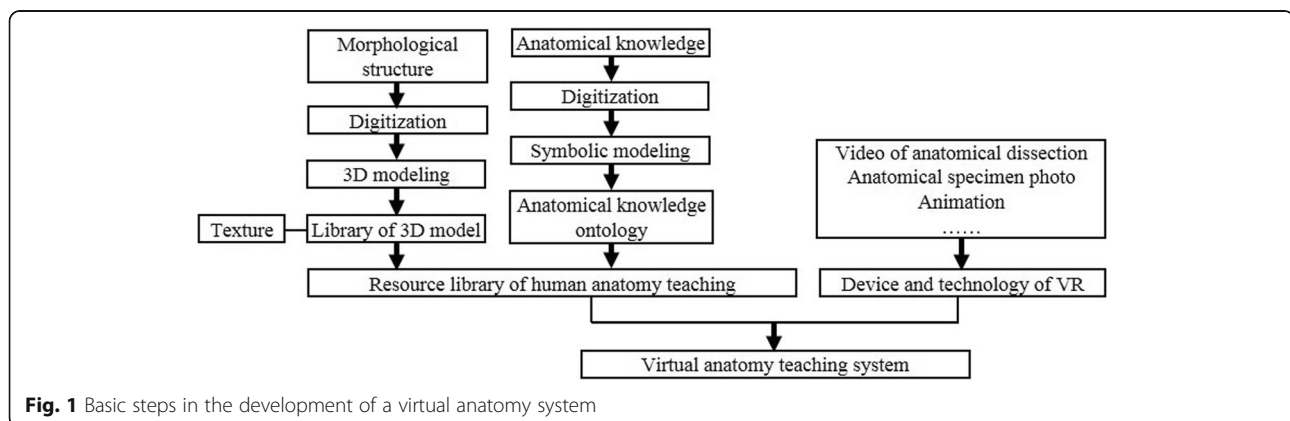 Morphological
structure
Digitization
3D modeling
Texture
Library of 3D model
Anatomical knowledge
Digitization
Symbolic modeling
Anatomical knowledge
ontology
Video of anatomical dissection
Anatomical specimen photo
Animation
……
Resource library of human anatomy teaching
Device and technology of VR
Virtual anatomy teaching system
Fig. 1 Basic steps in the development of a virtual anatomy system